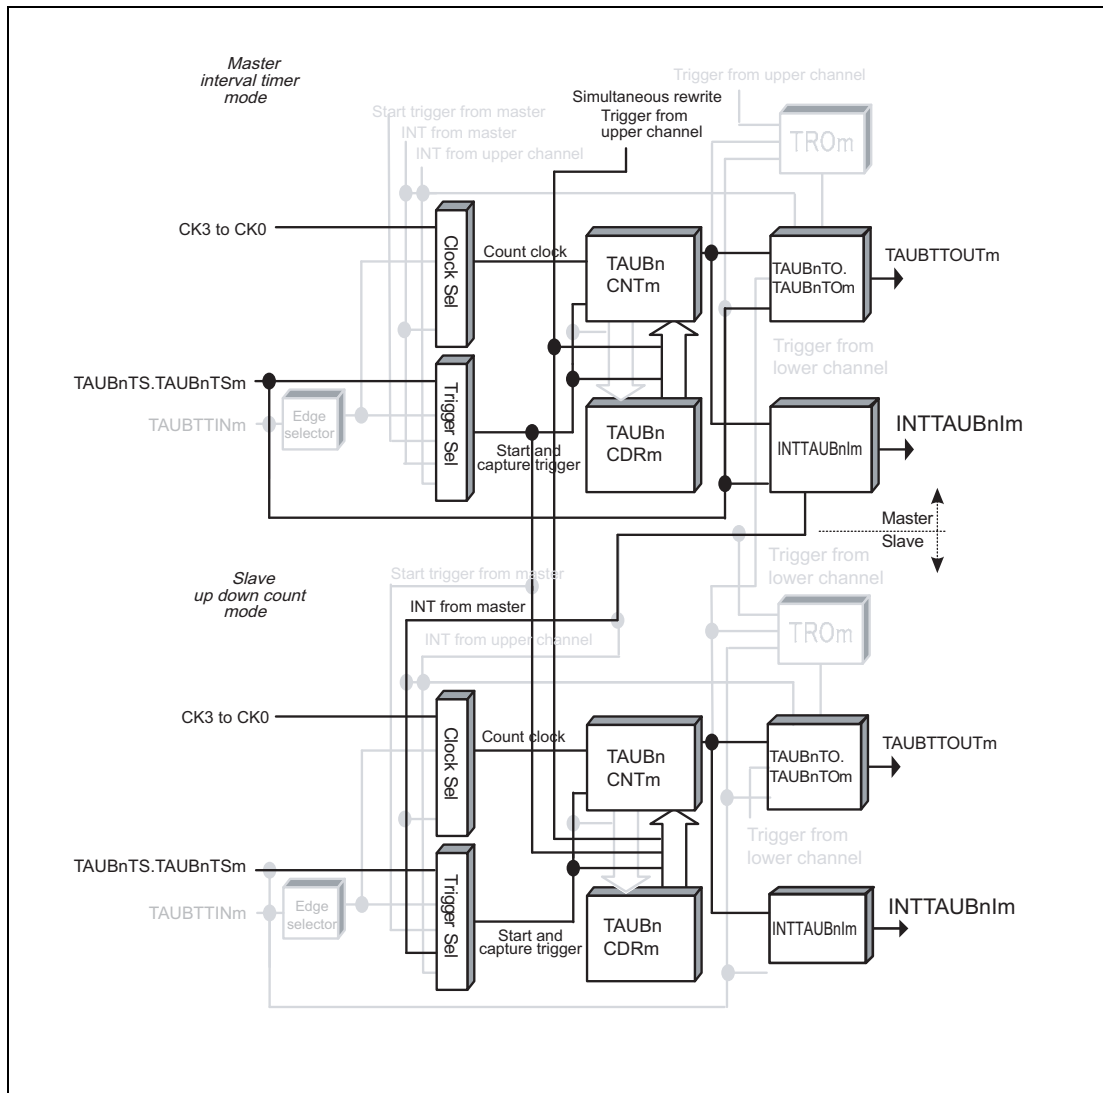 Master
interval timer
mode
Trigger from upper channel
Simultaneous rewrite
Trigger from
upper channel
Start trigger from master
INT from master
INT from upper channel
TROm
CK3 to CK0
Clock Sel
Count clock
TAUBn
CNTm
TAUBnTO.
TAUBnTOm
TAUBTTOUTm
Trigger from
lower channel
TAUBnTS.TAUBnTSm
TAUBTTINm
Edge
selector
Trigger Sel
Start and
capture trigger
TAUBn
CDRm
INTTAUBnIm
INTTAUBnIm
Master
Slave
Slave
up down count
mode
Start trigger from master
INT from master
INT from upper channel
Trigger from
lower channel
TROm
CK3 to CK0
Clock Sel
Count clock
TAUBn
CNTm
TAUBnTO.
TAUBnTOm
TAUBTTOUTm
Trigger from
lower channel
TAUBnTS.TAUBnTSm
TAUBTTINm
Edge
selector
Trigger Sel
Start and
capture trigger
TAUBn
CDRm
INTTAUBnIm
INTTAUBnIm